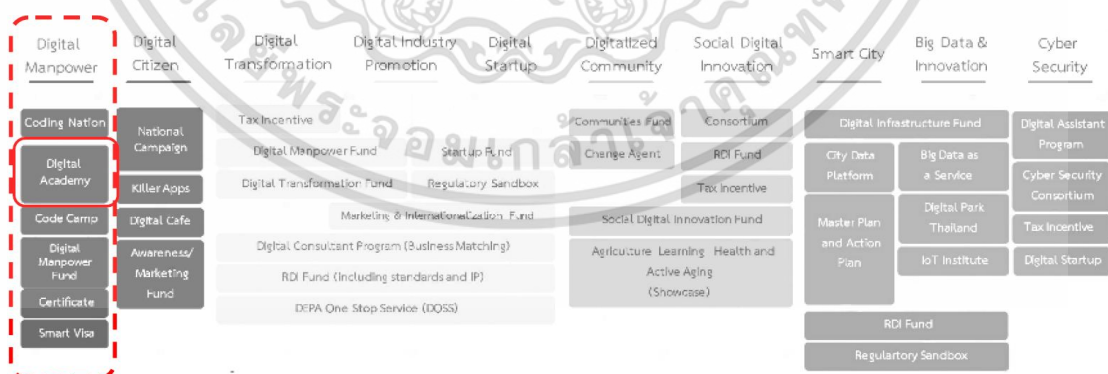 Digital
Manpower
Digital
Citizen
Digital
Transformation
Digital Industry
Promotion
Digital
Startup
Digitalized
Community
Social Digital
Innovation
Smart City
Big Data &
Innovation
Cyber
Security
Coding Nation
Digital
Academy
Code Camp
Digital
Manpower
Fund
Certificate
Smart Visa
National
Campaign
Killer Apps
Digital Cafe
Awareness/
Marketing
Fund
Tax Incentive
Digital Manpower Fund
Startup Fund
Digital Transformation Fund
Regulatory Sandbox
Marketing & Internationalization Fund
Digital Consultant Program (Business Matching)
RDI Fund (Including standards and IP)
DEPA One Stop Service (DOSS)
Communities Fund
Consortium
Change Agent
RDI Fund
Tax Incentive
Social Digital Innovation Fund
Agriculture Learning Health and
Active Aging
(Showcase)
Digital Infrastructure Fund
City Data
Platform
Big Data as
a Service
Master Plan
and Action
Plan
Digital Park
Thailand
IoT Institute
RDI Fund
Regulartory Sandbox
Digital Assistant
Program
Cyber Security
Consortium
Tax Incentive
Digital Startup